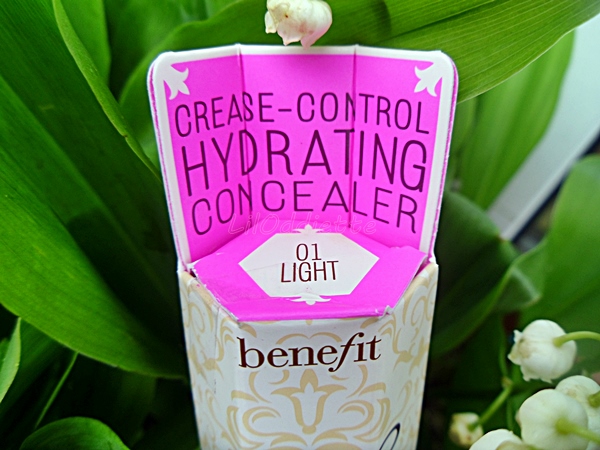 CREASE-CONTROL
HYDRATING
CONCEALER
01
LIGHT
benefit